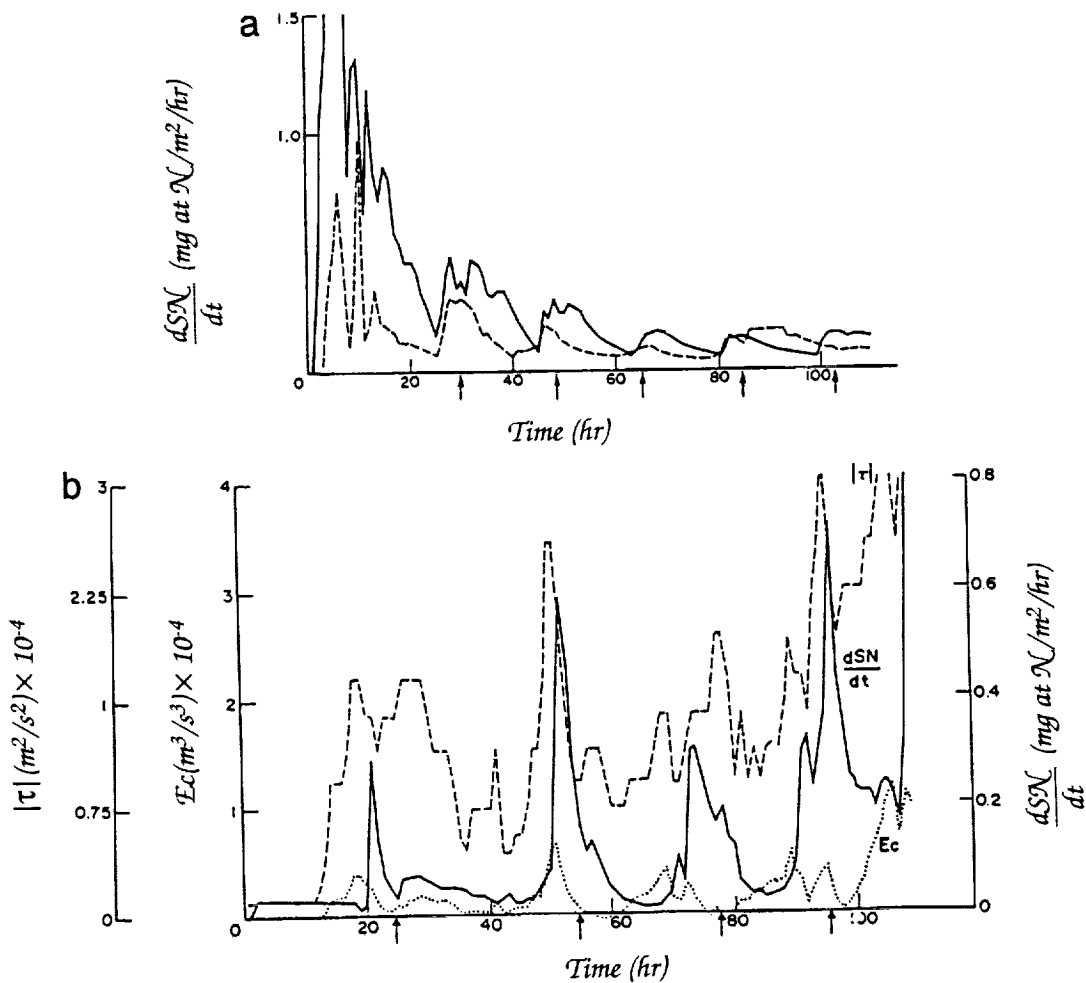 a
1.5
1.0
0
20
40
60
80
100
dSN/dt (mg at N/m²/hr)
Time (hr)
b
3
2.25
1
0.75
0
|τ| (m²/s²) × 10⁻⁴
4
3
2
1
0
Ec(m³/s³) × 10⁻⁴
|τ|
dSN
dt
Ec
0.8
0.6
0.4
0.2
0
dSN/dt (mg at N/m²/hr)
0
20
40
60
80
100
Time (hr)